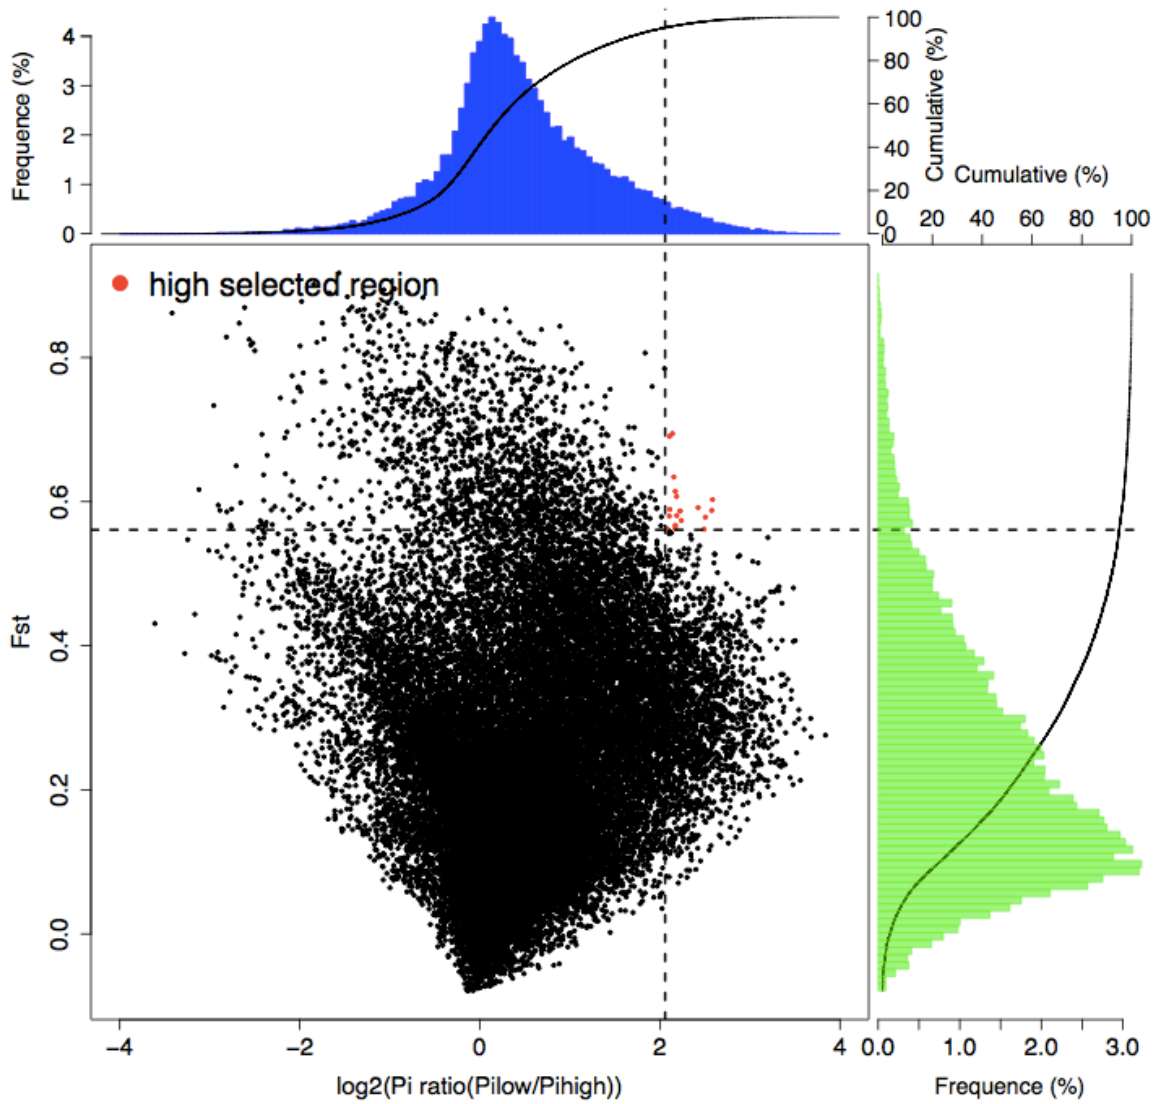 Frequence (%)
4
3
2
1
0
100
80
60
40
20
0
Cumulative (%)
Cumulative (%)
0 20 40 60 80 100
high selected region
Fst
0.8
0.6
0.4
0.2
0.0
−4 −2 0 2 4
log2(Pi ratio(Pilow/Pihigh))
0.0 1.0 2.0 3.0
Frequence (%)